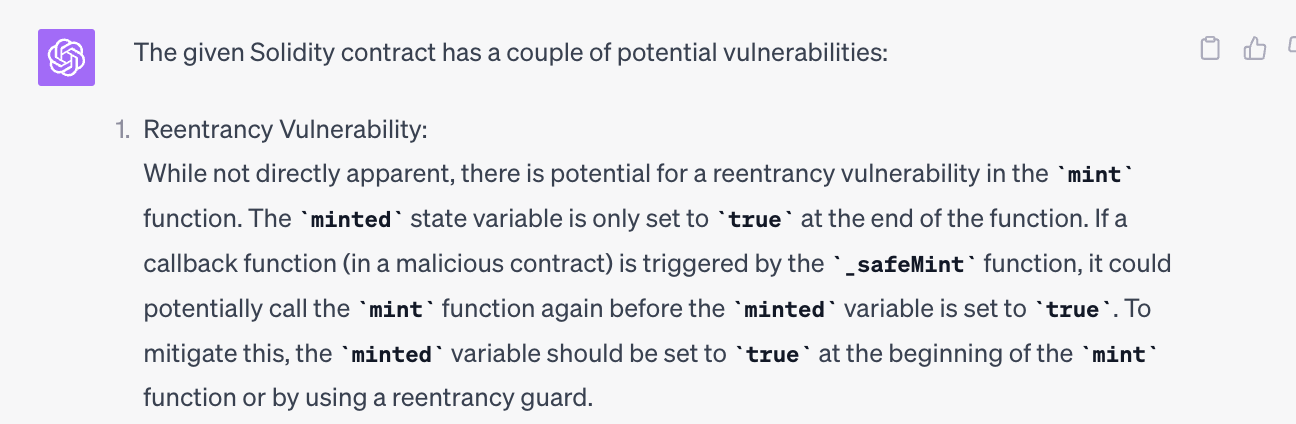 The given Solidity contract has a couple of potential vulnerabilities:
1. Reentrancy Vulnerability:
While not directly apparent, there is potential for a reentrancy vulnerability in the `mint`
function. The `minted` state variable is only set to `true` at the end of the function. If a
callback function (in a malicious contract) is triggered by the `_safeMint` function, it could
potentially call the `mint` function again before the `minted` variable is set to `true`. To
mitigate this, the `minted` variable should be set to `true` at the beginning of the `mint`
function or by using a reentrancy guard.